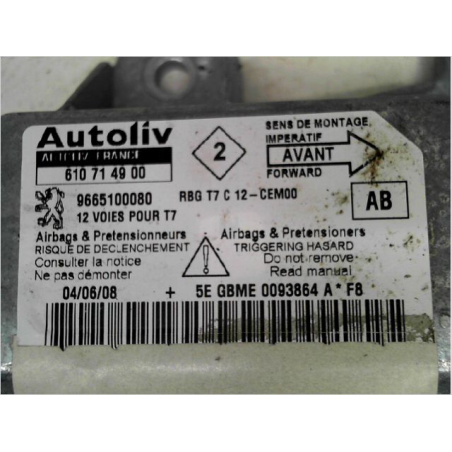 Autoliv
AUTOLIV FRANCE
610 71 49 00
2
SENS DE MONTAGE
IMPERATIF
AVANT
FORWARD
9665100080
RBG T7 C 12-CEM00
12 VOIES POUR T7
AB
Airbags & Pretensionneurs
RISQUE DE DECLENCHEMENT
Consulter la notice
Ne pas démonter
Airbags & Pretensioners
TRIGGERING HASARD
Do not remove
Read manual
04/06/08 + 5E GBME 0093864 A * F8